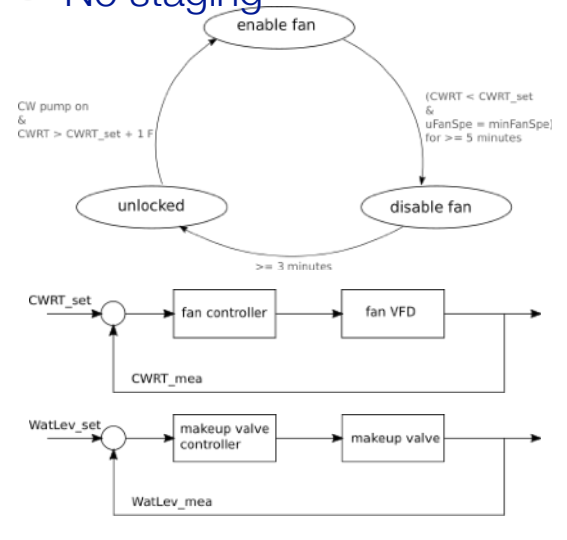 No staging
enable fan
CW pump on
&
CWRT > CWRT_set + 1 F
(CWRT < CWRT_set
&
uFanSpe = minFanSpe)
for >= 5 minutes
unlocked
disable fan
>= 3 minutes
CWRT_set
fan controller
fan VFD
CWRT_mea
WatLev_set
makeup valve
controller
makeup valve
WatLev_mea